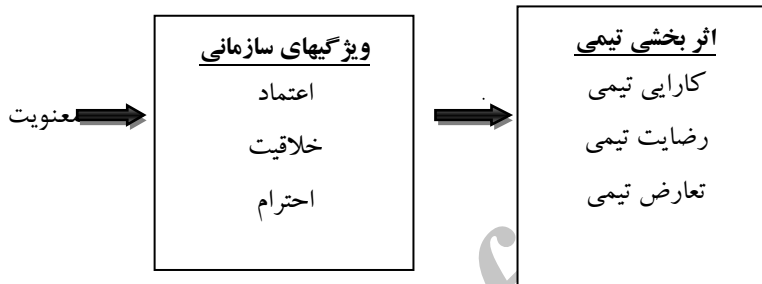 معنویت
ویژگیهای سازمانی
اعتماد
خلاقیت
احترام
اثر بخشی تیمی
کارایی تیمی
رضایت تیمی
تعارض تیمی